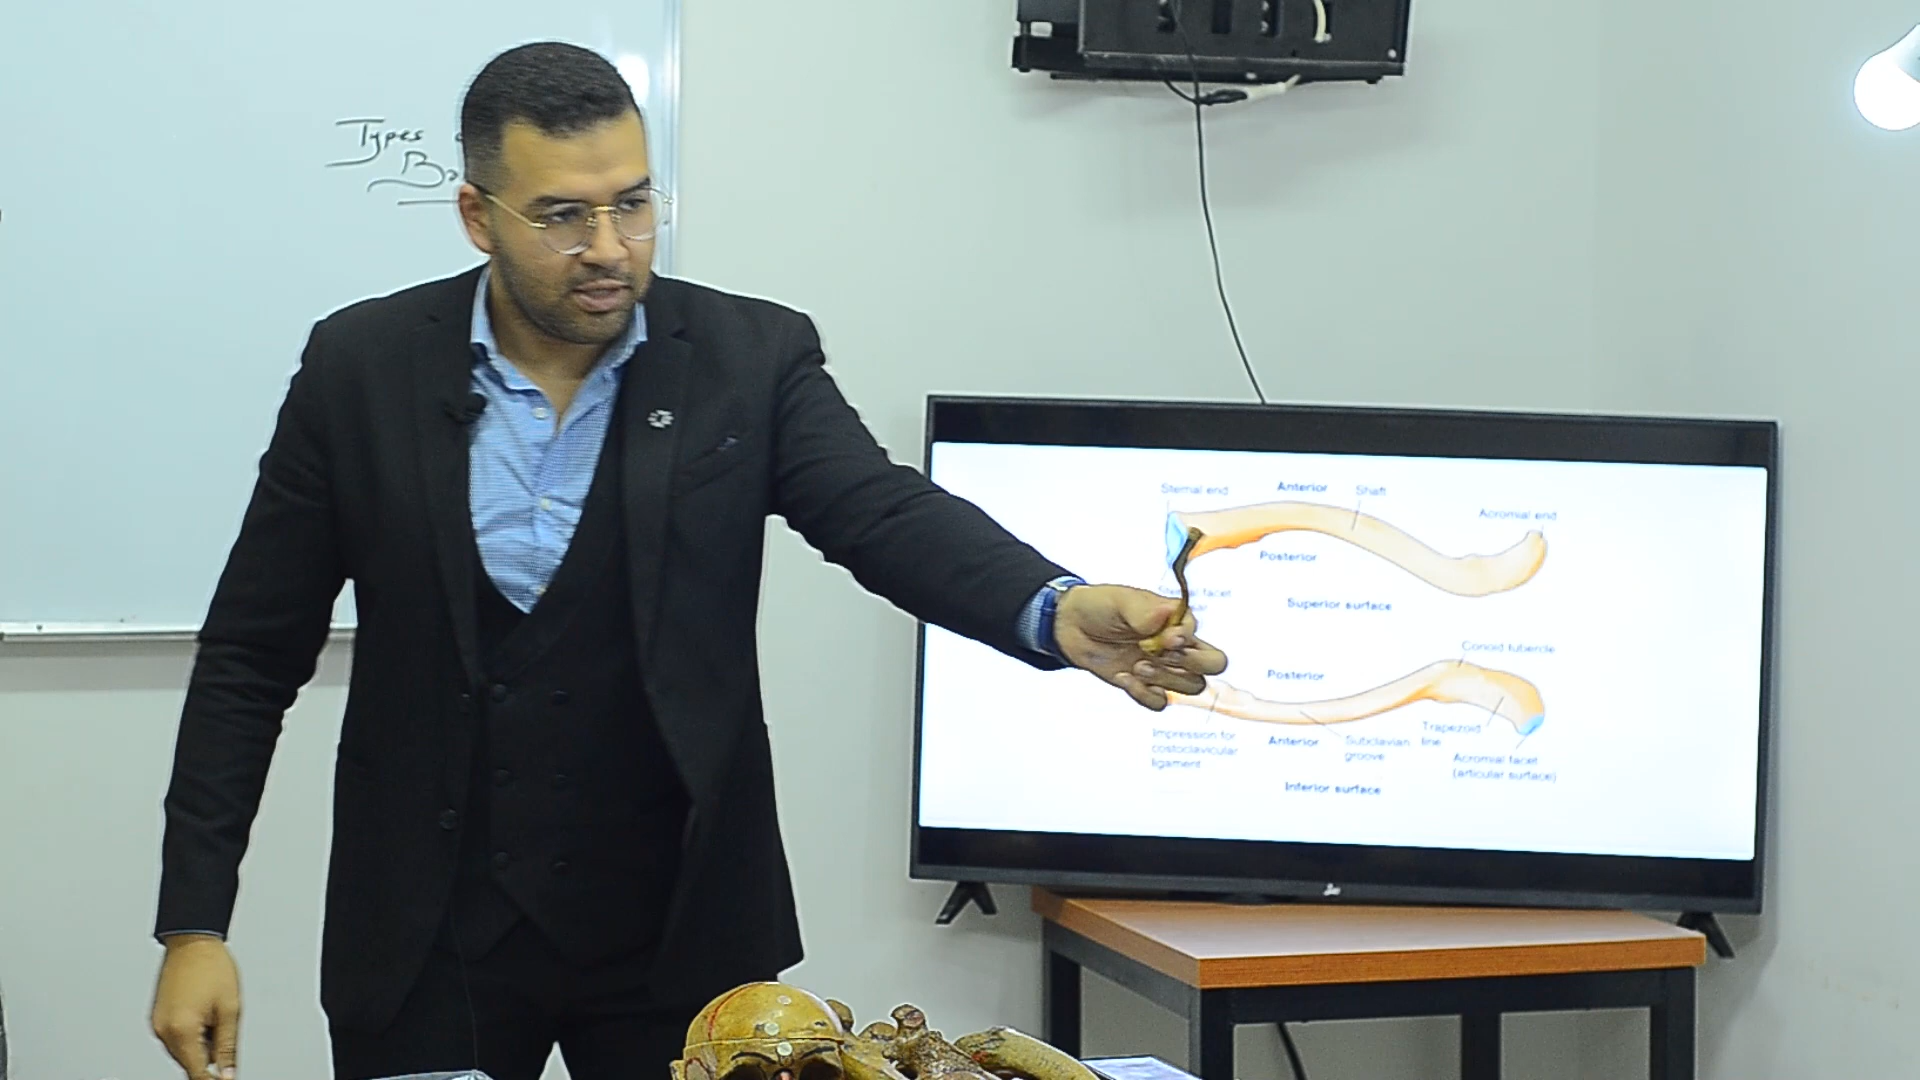 Types
Sternal end
Anterior
Shaft
Acromial end
Posterior
facet
Superior surface
Conoid tubercle
Posterior
Impression for
costoclavicular
ligament
Anterior
Subclavian
groove
Trapezoid
line
Acromial facet
(articular surface)
Inferior surface